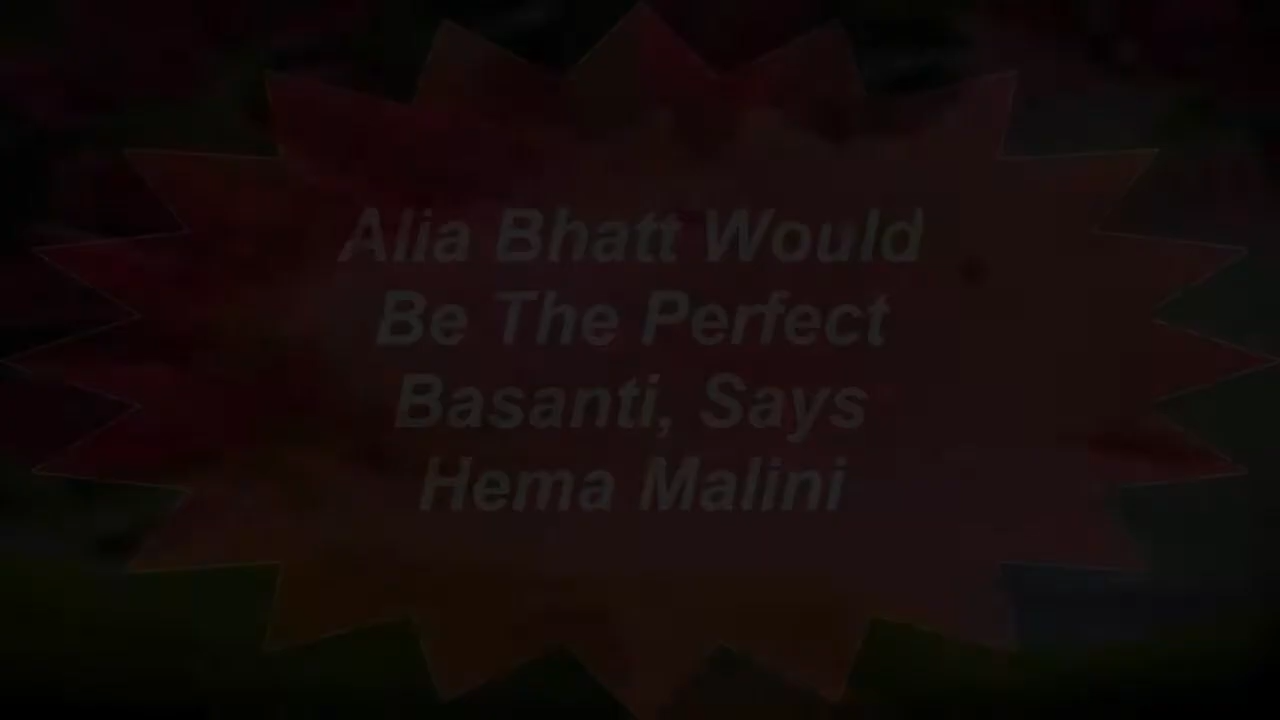 Alia Bhatt Would
Be The Perfect
Basanti, Says
Hema Malini